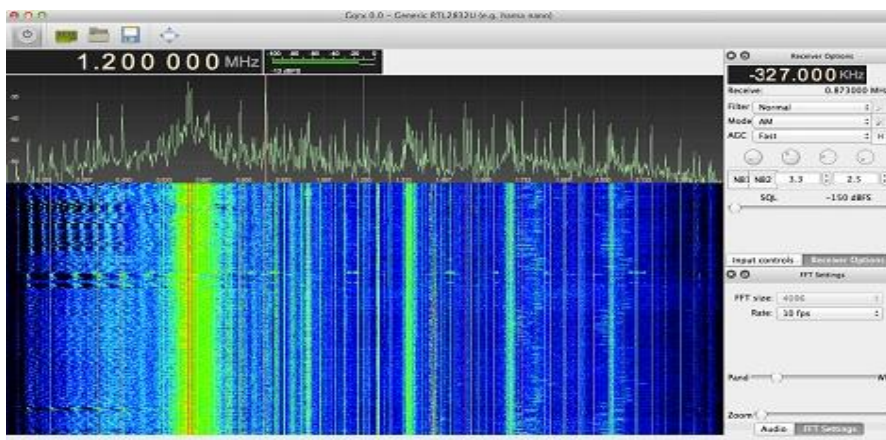 Gqrx 0.0 - Generic RTL2832U (e.g. hama nano)
1.200 000 MHz
-13 dBFS
Receiver Options
-327.000 KHz
Receive: 0.873000 MHz
Filter Normal
Mode AM
AGC Fast
NB1 NB2 3.3 2.5
SQL -150 dBFS
Input controls Receiver Options
FFT Settings
FFT size: 4096
Rate: 10 fps
Pand
Zoom
Audio FFT Settings